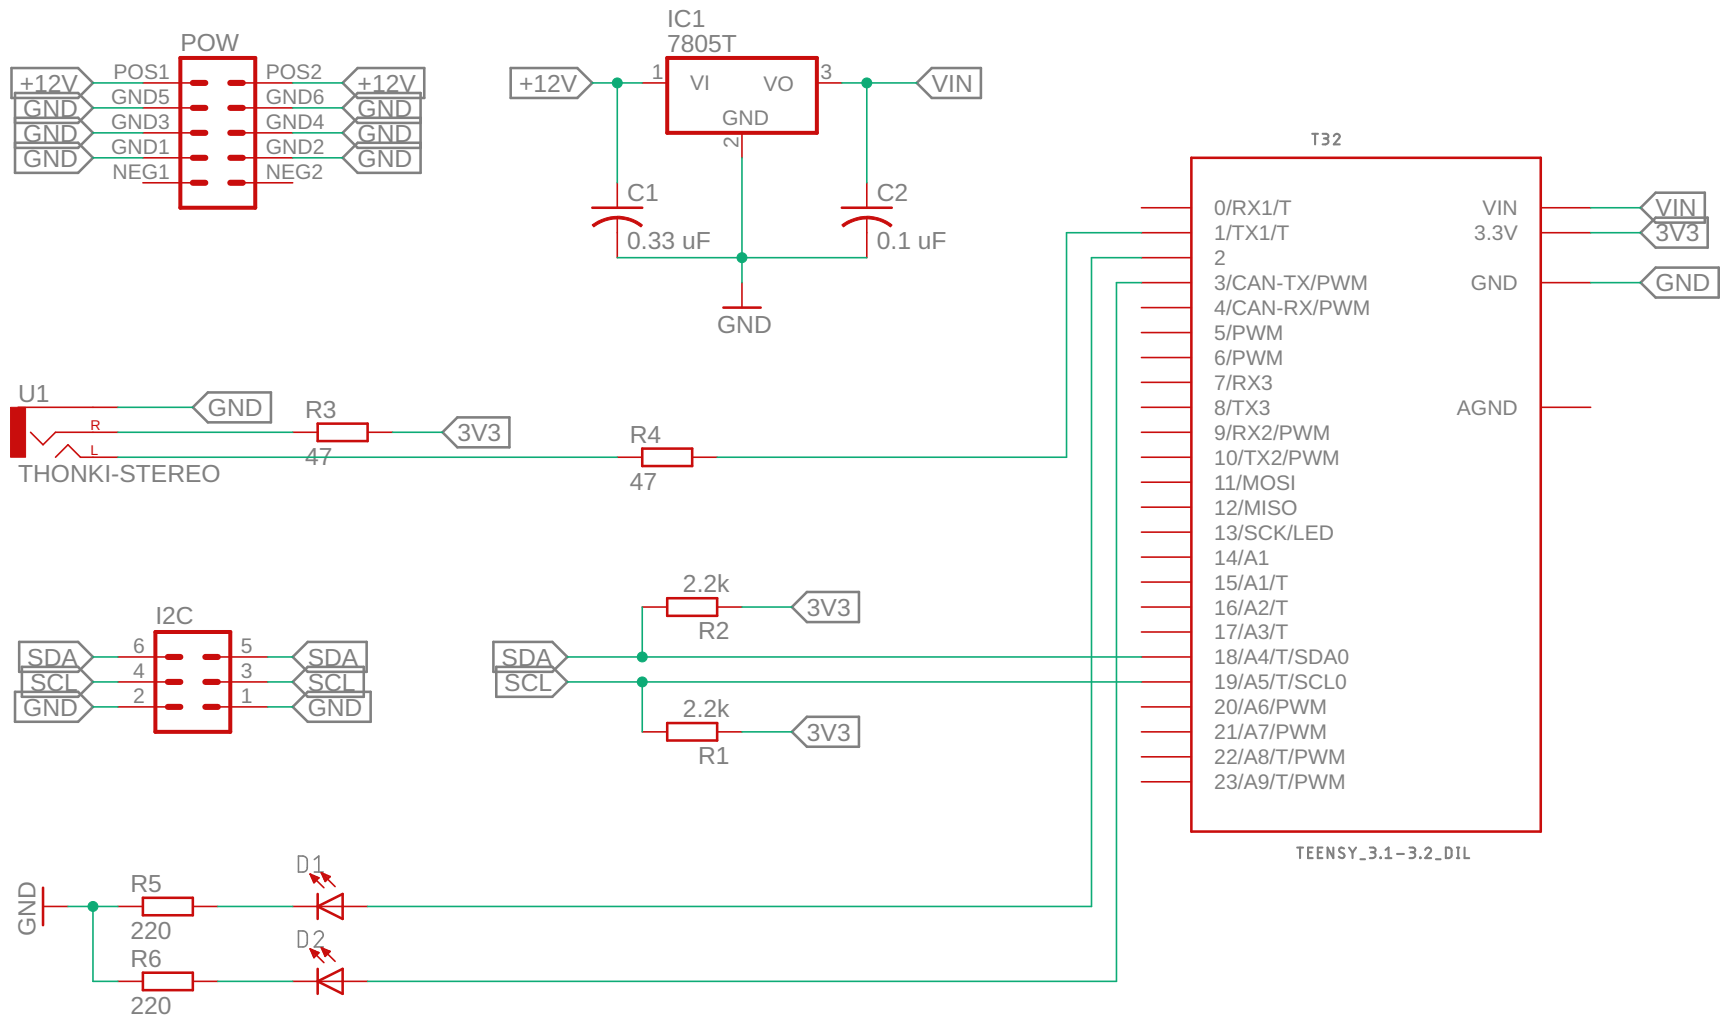 POW
+12V POS1 POS2 +12V
GND GND5 GND6 GND
GND GND3 GND4 GND
GND GND1 GND2 GND
NEG1 NEG2
IC1
7805T
+12V 1 VI VO 3 VIN
GND
2
C1 C2
0.33 uF 0.1 uF
GND
U1
GND
R
L
THONKI-STEREO
R3
47
3V3
R4
47
I2C
SDA 6 5 SDA
SCL 4 3 SCL
GND 2 1 GND
2.2k
R2
3V3
SDA
SCL
2.2k
R1
3V3
GND
R5
220
D1
R6
220
D2
T32
0/RX1/T VIN VIN
1/TX1/T 3.3V 3V3
2
3/CAN-TX/PWM GND GND
4/CAN-RX/PWM
5/PWM
6/PWM
7/RX3
8/TX3 AGND
9/RX2/PWM
10/TX2/PWM
11/MOSI
12/MISO
13/SCK/LED
14/A1
15/A1/T
16/A2/T
17/A3/T
18/A4/T/SDA0
19/A5/T/SCL0
20/A6/PWM
21/A7/PWM
22/A8/T/PWM
23/A9/T/PWM
TEENSY_3.1-3.2_DIL